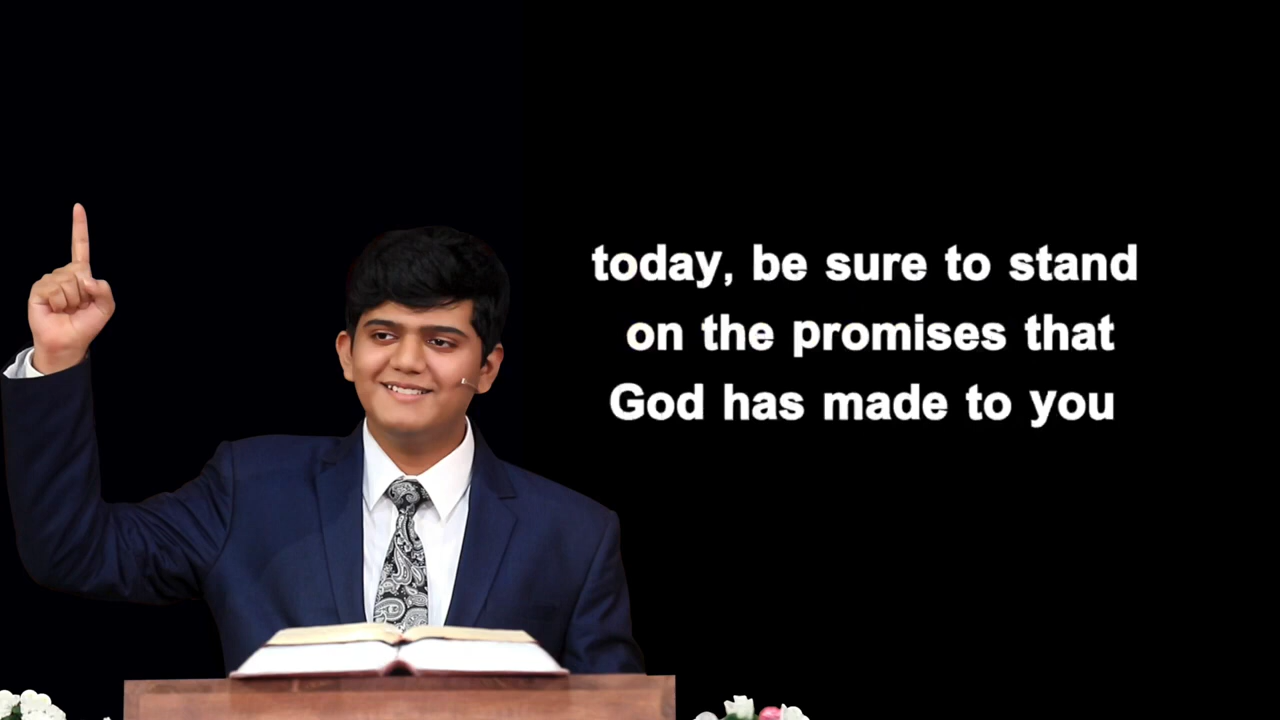 today, be sure to stand
on the promises that
God has made to you